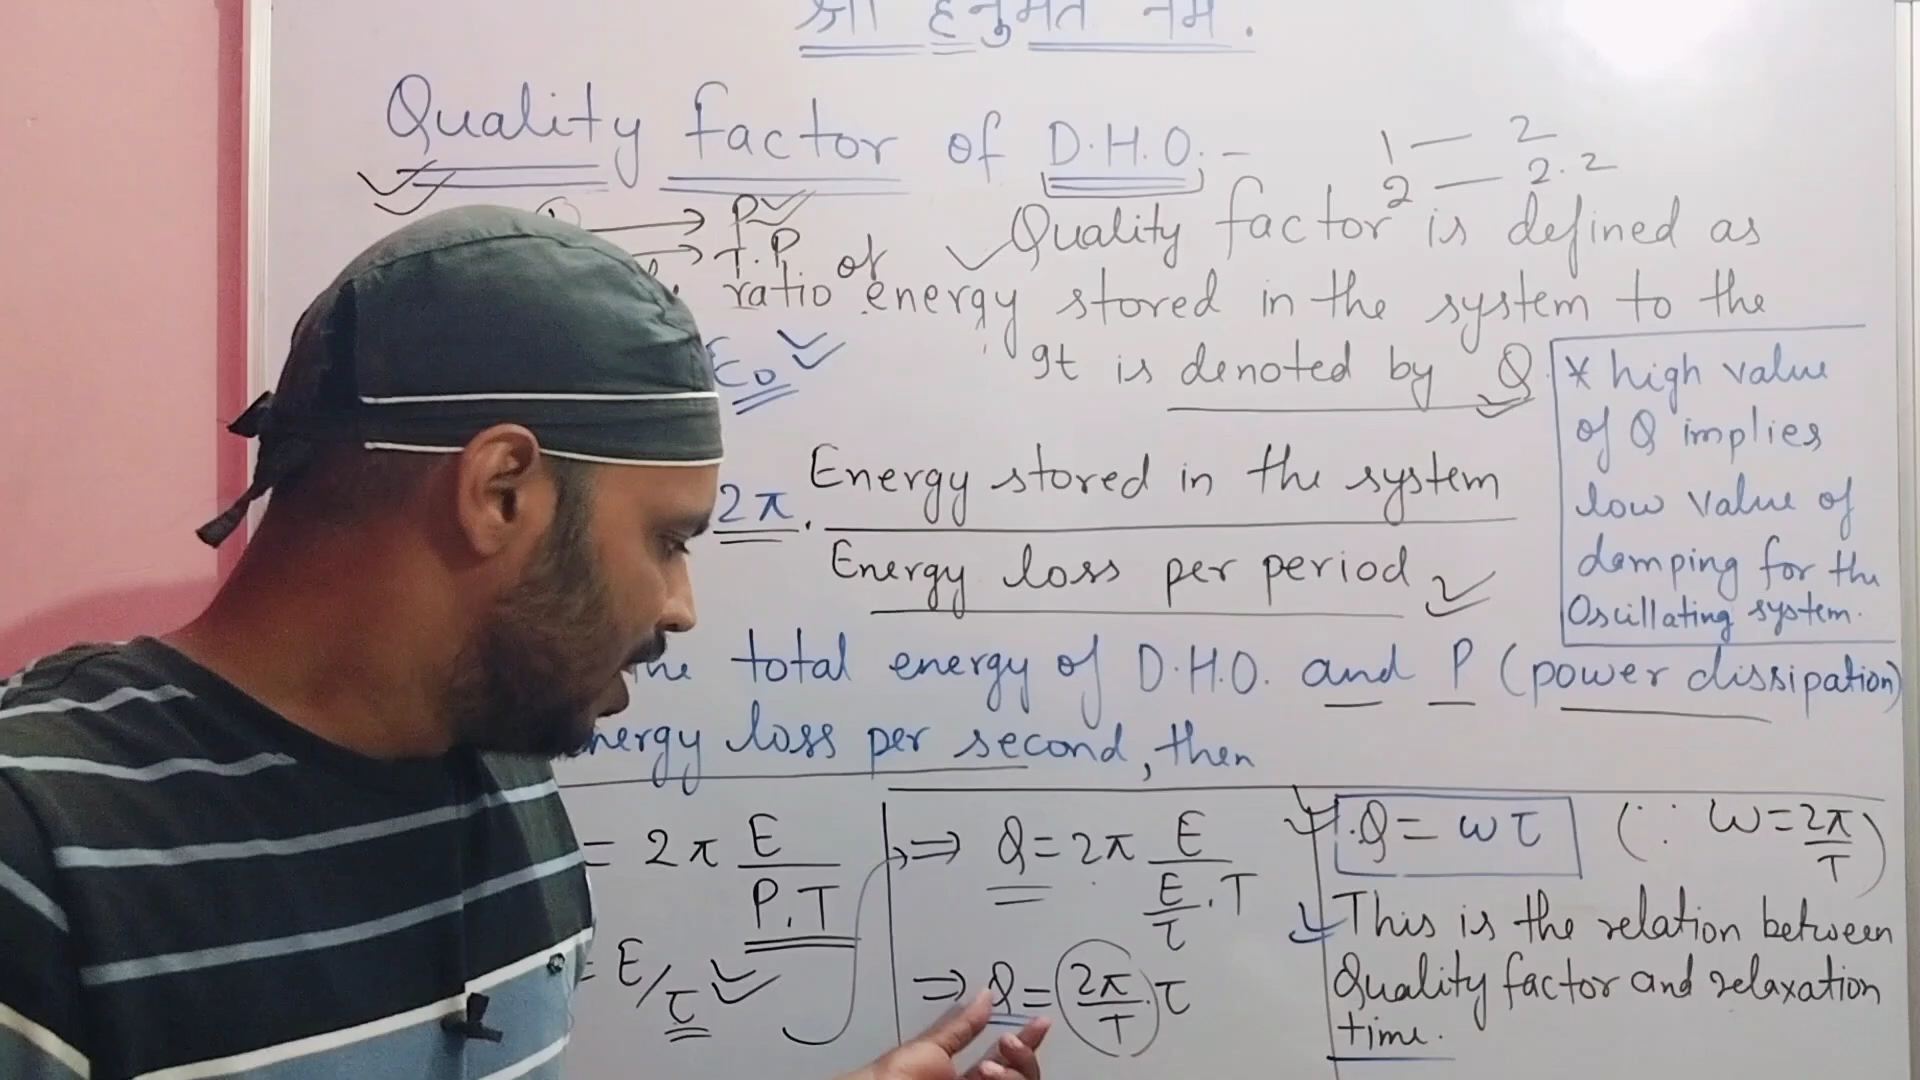 श्री हनुमत नमः
Quality factor of D.H.O. -
1 — 2
2 — 2.2
P
T.P
Quality factor is defined as
ratio of energy stored in the system to the
E₀
It is denoted by Q
2π . Energy stored in the system
Energy loss per period
* high value
of Q implies
low value of
damping for the
Oscillating system.
the total energy of D.H.O. and P (power dissipation)
energy loss per second, then
= 2π E / P.T
= E/τ
⇒ Q = 2π E / (E/τ . T)
⇒ Q = (2π/T) . τ
Q = ωτ (∵ ω = 2π/T)
This is the relation between
Quality factor and relaxation
time.